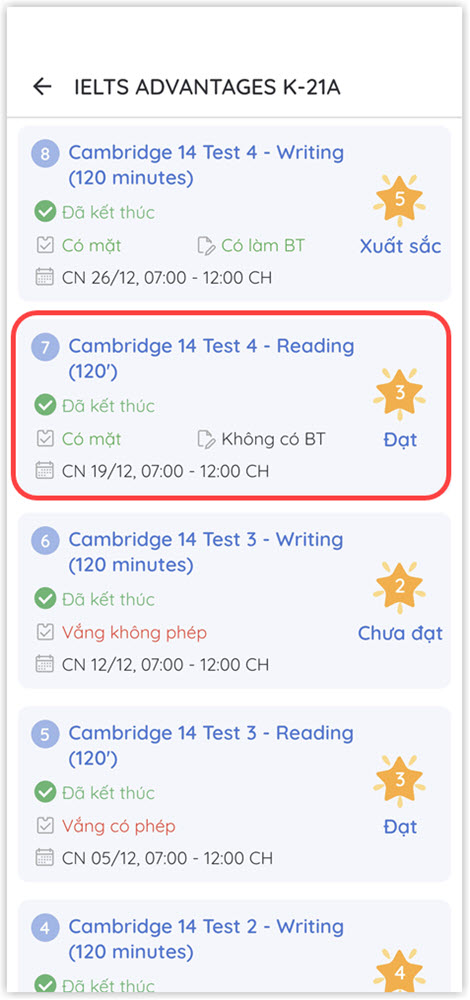 IELTS ADVANTAGES K-21A
8 Cambridge 14 Test 4 - Writing
(120 minutes)
5
Đã kết thúc
Có mặt Có làm BT Xuất sắc
CN 26/12, 07:00 - 12:00 CH
7 Cambridge 14 Test 4 - Reading
(120')
3
Đã kết thúc
Có mặt Không có BT Đạt
CN 19/12, 07:00 - 12:00 CH
6 Cambridge 14 Test 3 - Writing
(120 minutes)
2
Đã kết thúc
Vắng không phép Chưa đạt
CN 12/12, 07:00 - 12:00 CH
5 Cambridge 14 Test 3 - Reading
(120')
3
Đã kết thúc
Vắng có phép Đạt
CN 05/12, 07:00 - 12:00 CH
4 Cambridge 14 Test 2 - Writing
(120 minutes)
4
Đã kết thúc